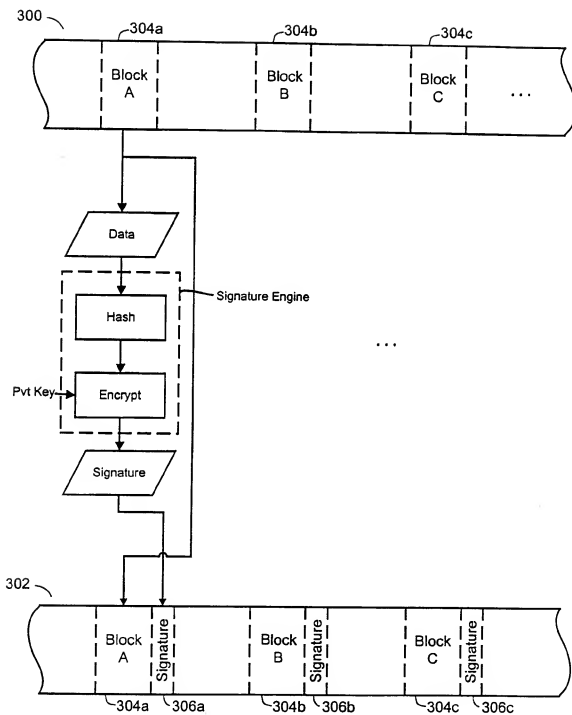 300
304a
304b
304c
Block
A
Block
B
Block
C
...
Data
Signature Engine
Hash
...
Pvt Key
Encrypt
Signature
302
Block
A
Signature
Block
B
Signature
Block
C
Signature
304a
306a
304b
306b
304c
306c